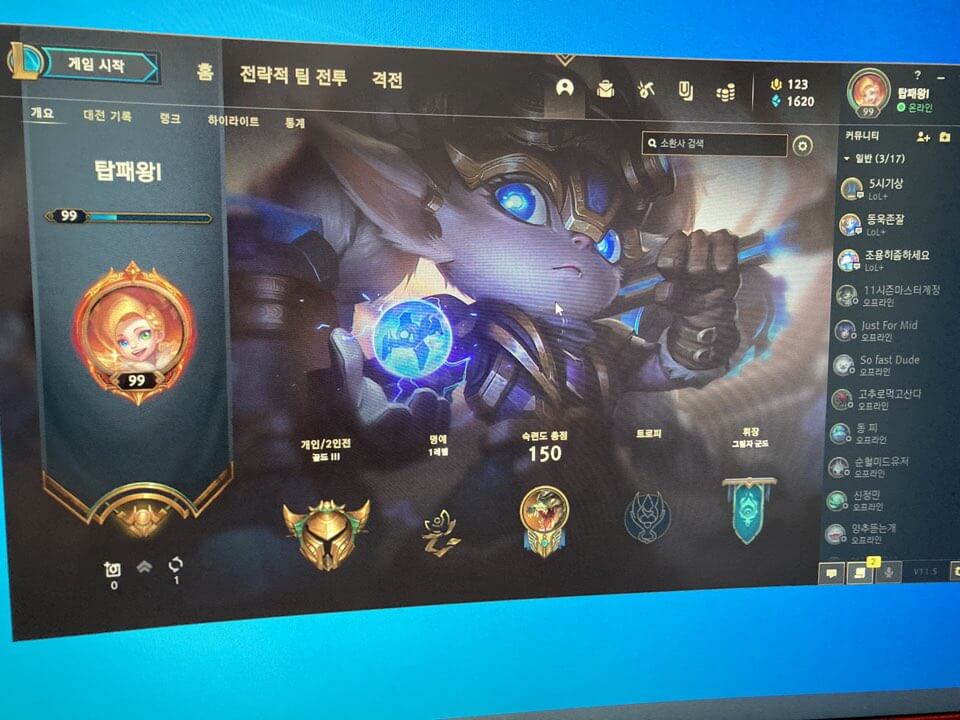 게임 시작
홈
전략적 팀 전투
격전
123
1620
?
탑패왕I
온라인
99
개요
대전 기록
랭크
하이라이트
통계
소환사 검색
커뮤니티
일반 (3/17)
탑패왕I
99
99
개인/2인전
골드 III
명예
1레벨
숙련도 총점
150
트로피
휘장
그림자 군도
0
1
5시기상
LoL+
동욱존잘
LoL+
조용히좀하세요
LoL+
11시즌마스터계정
오프라인
Just For Mid
오프라인
So fast Dude
오프라인
고추로먹고산다
오프라인
동 피
오프라인
순혈미드유저
오프라인
신정민
오프라인
양추뜯는개
오프라인
2
V11.5